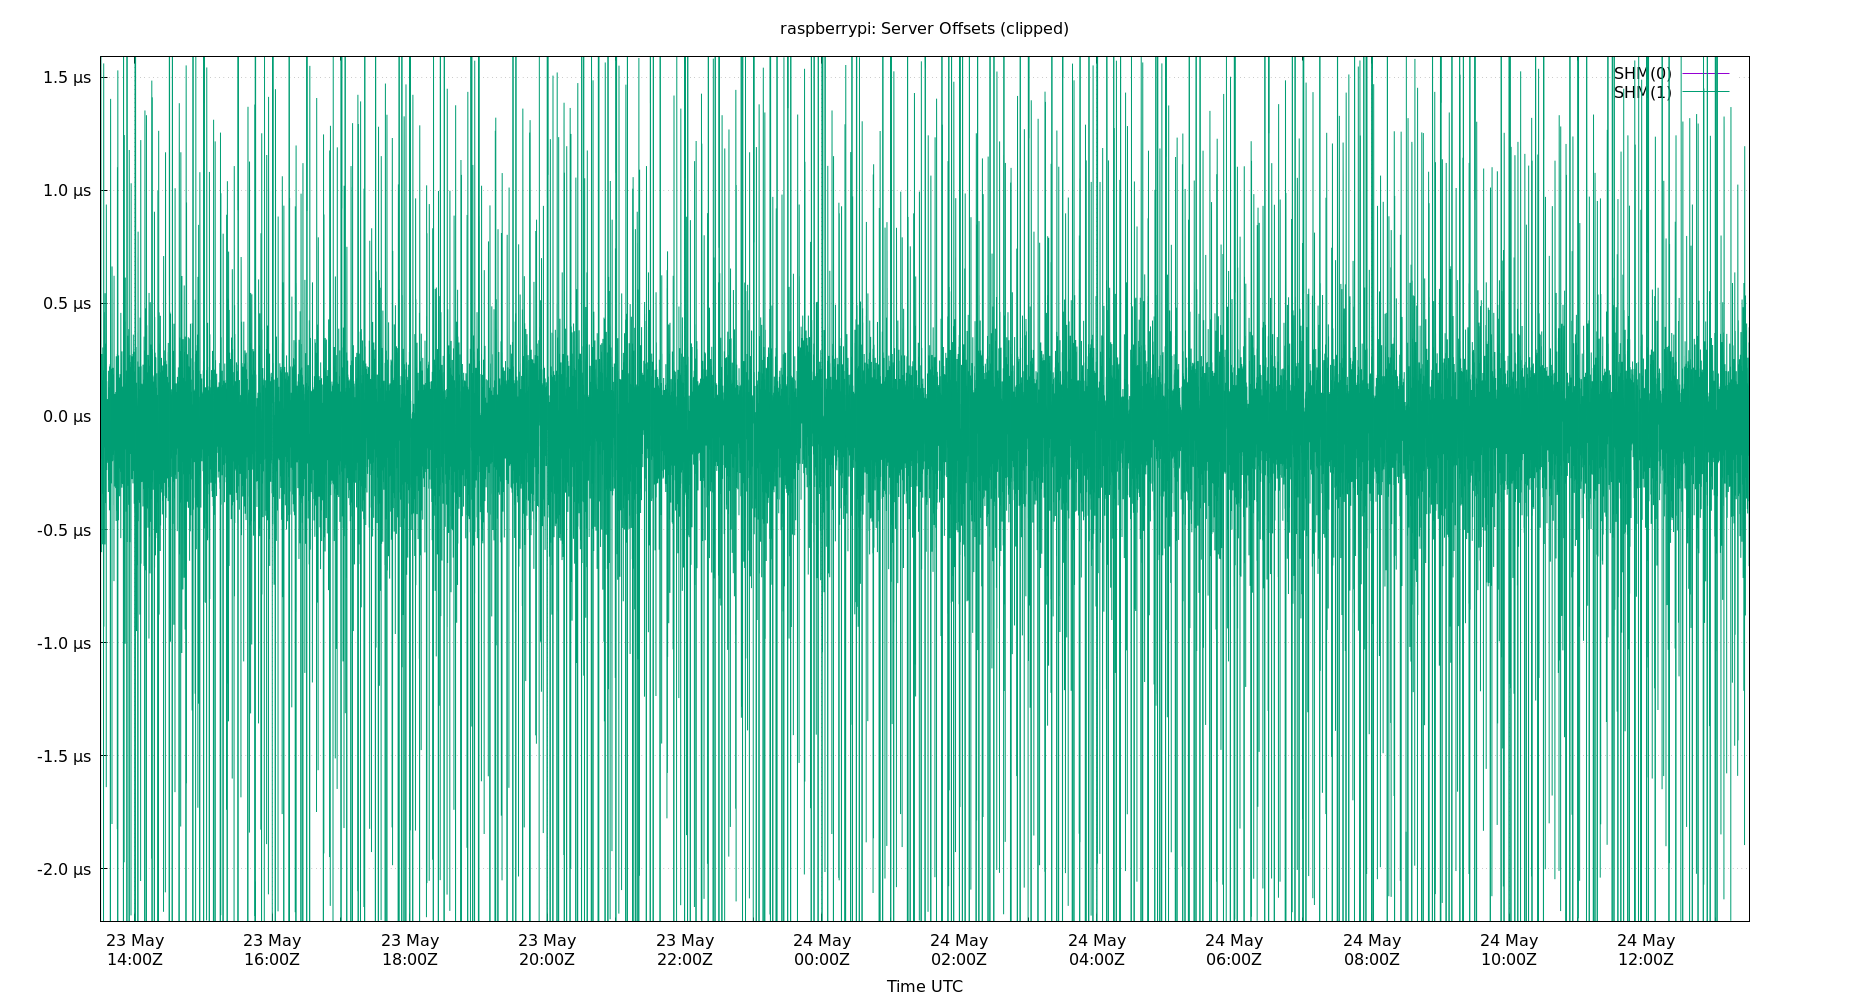 raspberrypi: Server Offsets (clipped)
SHM(0)
SHM(1)
1.5 µs
1.0 µs
0.5 µs
0.0 µs
-0.5 µs
-1.0 µs
-1.5 µs
-2.0 µs
23 May 23 May 23 May 23 May 23 May 24 May 24 May 24 May 24 May 24 May 24 May 24 May
14:00Z 16:00Z 18:00Z 20:00Z 22:00Z 00:00Z 02:00Z 04:00Z 06:00Z 08:00Z 10:00Z 12:00Z
Time UTC